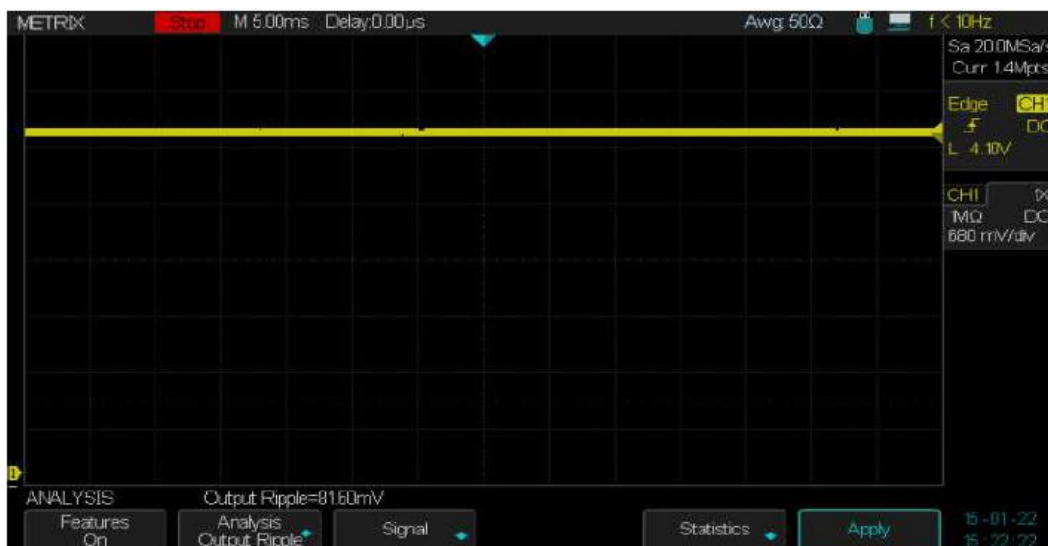 METRIX Stop M 5.00ms Delay:0.00µs Awg: 50Ω f < 10Hz
Sa 20.0MSa/s
Curr 1.4Mpts
Edge CH1
DC
L 4.10V
CH1 1X
1MΩ DC
680 mV/div
1
ANALYSIS Output Ripple=81.60mV
Features
On
Analysis
Output Ripple
Signal
Statistics
Apply
15-01-22
15:22:22